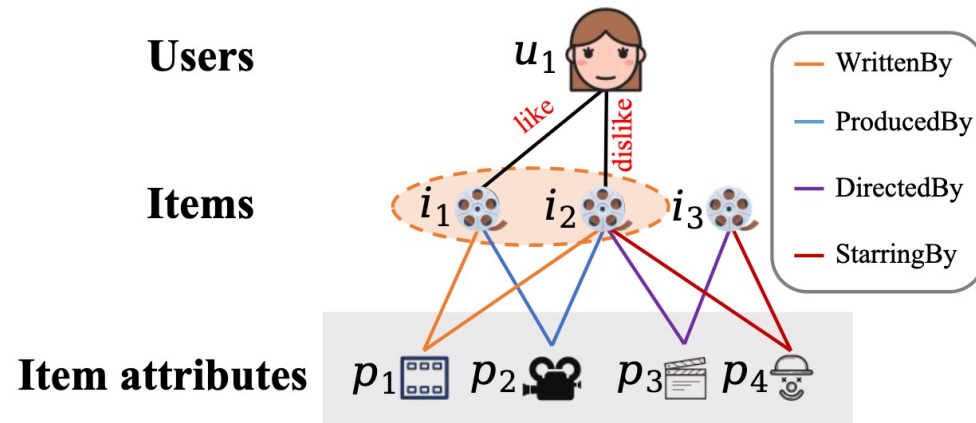 Users
u₁
like
dislike
Items
i₁
i₂
i₃
Item attributes
p₁
p₂
p₃
p₄
WrittenBy
ProducedBy
DirectedBy
StarringBy